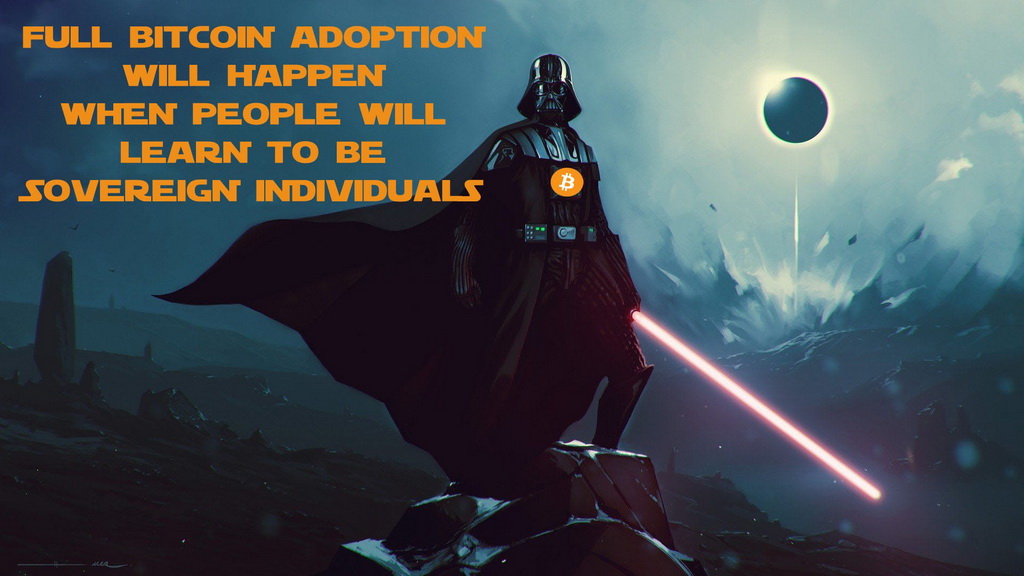 FULL BITCOIN ADOPTION
WILL HAPPEN
WHEN PEOPLE WILL
LEARN TO BE
SOVEREIGN INDIVIDUALS